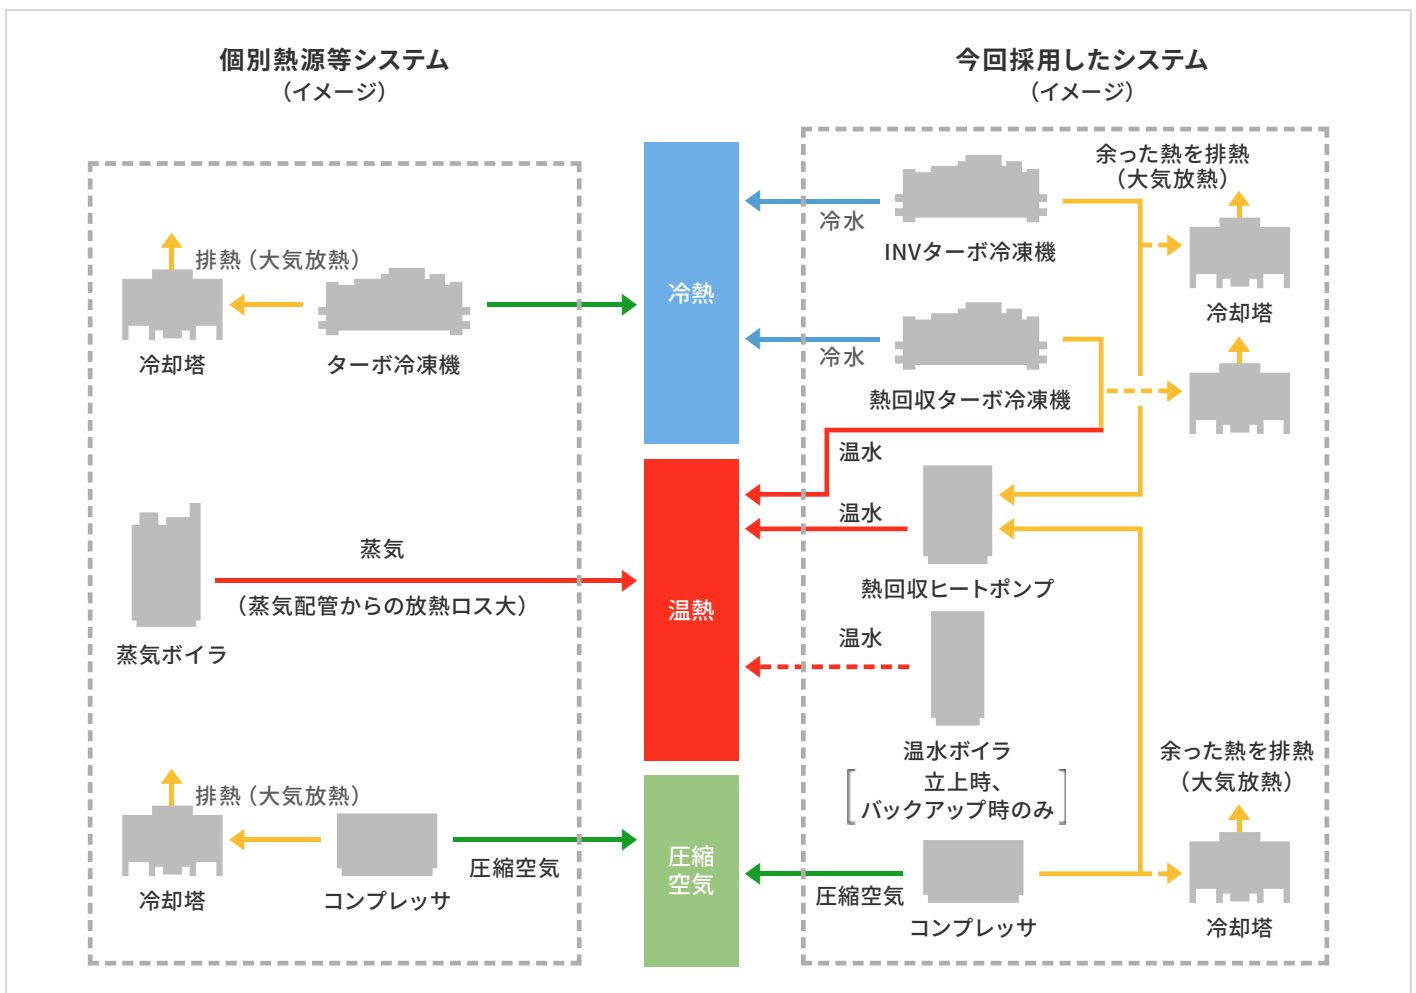 個別熱源等システム
（イメージ）
排熱（大気放熱）
冷却塔
ターボ冷凍機
蒸気
（蒸気配管からの放熱ロス大）
蒸気ボイラ
排熱（大気放熱）
冷却塔
コンプレッサ
圧縮空気
冷熱
温熱
圧縮
空気
今回採用したシステム
（イメージ）
余った熱を排熱
（大気放熱）
冷水
INVターボ冷凍機
冷却塔
冷水
熱回収ターボ冷凍機
温水
温水
熱回収ヒートポンプ
温水
温水ボイラ
立上時、
バックアップ時のみ
余った熱を排熱
（大気放熱）
圧縮空気
コンプレッサ
冷却塔